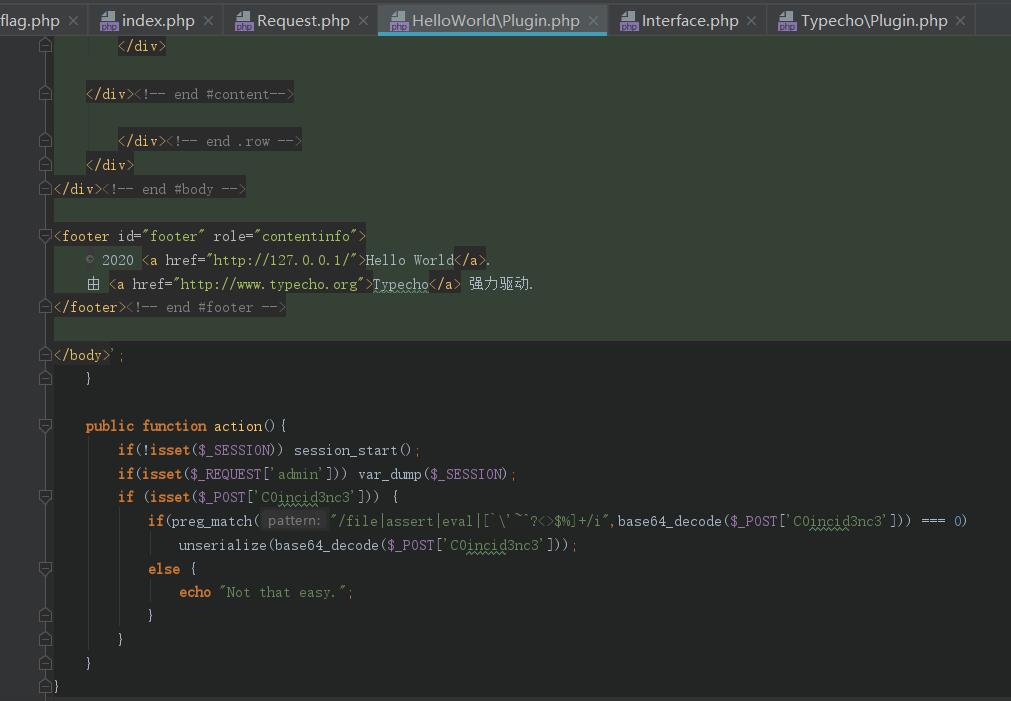 flag.php × index.php × Request.php × HelloWorld\Plugin.php × Interface.php × Typecho\Plugin.php ×
</div>
</div><!-- end #content-->
</div><!-- end .row -->
</div>
</div><!-- end #body -->
<footer id="footer" role="contentinfo">
© 2020 <a href="http://127.0.0.1/">Hello World</a>.
由 <a href="http://www.typecho.org">Typecho</a> 强力驱动.
</footer><!-- end #footer -->
</body>';
}
public function action(){
if(!isset($_SESSION)) session_start();
if(isset($_REQUEST['admin'])) var_dump($_SESSION);
if (isset($_POST['C0incid3nc3'])) {
if(preg_match( pattern: "/file|assert|eval|[`\'~^?<>$%]+/i",base64_decode($_POST['C0incid3nc3'])) === 0)
unserialize(base64_decode($_POST['C0incid3nc3']));
else {
echo "Not that easy.";
}
}
}
}